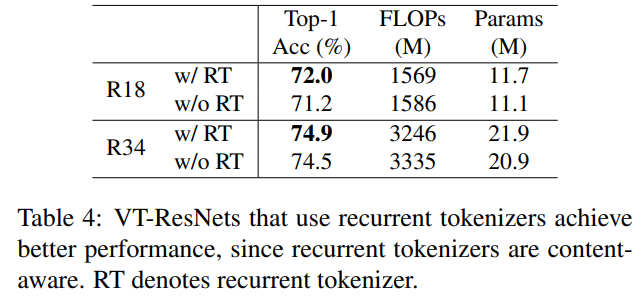 Top-1 FLOPs Params
Acc (%) (M) (M)
R18 w/ RT 72.0 1569 11.7
w/o RT 71.2 1586 11.1
R34 w/ RT 74.9 3246 21.9
w/o RT 74.5 3335 20.9
Table 4: VT-ResNets that use recurrent tokenizers achieve
better performance, since recurrent tokenizers are content-
aware. RT denotes recurrent tokenizer.